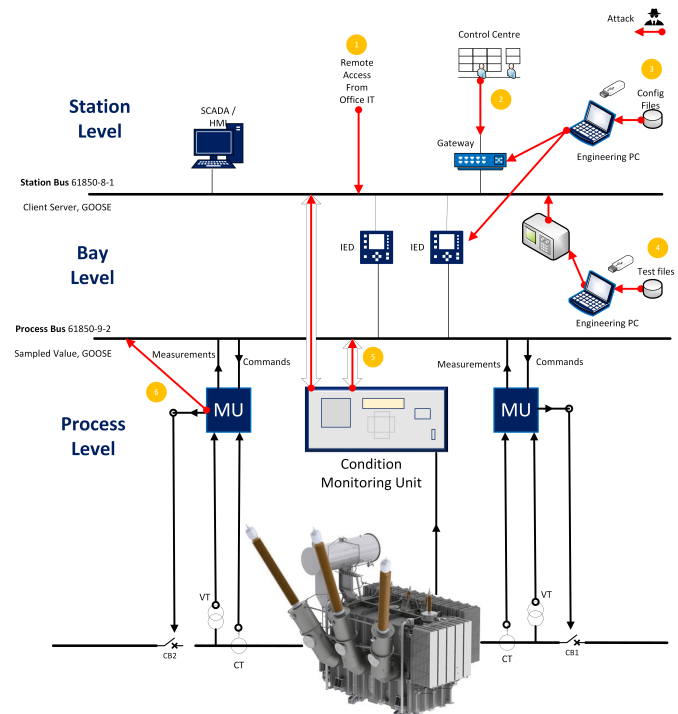 Attack
1
Remote
Access
From
Office IT
Control Centre
2
3
Config
Files
Station
Level
SCADA /
HMI
Gateway
Engineering PC
Station Bus 61850-8-1
Client Server, GOOSE
Bay
Level
IED
IED
4
Test files
Engineering PC
Process Bus 61850-9-2
Sampled Value, GOOSE
Measurements
Commands
5
Measurements
Commands
6
MU
MU
Process
Level
Condition
Monitoring Unit
VT
VT
CB2
CT
CT
CB1